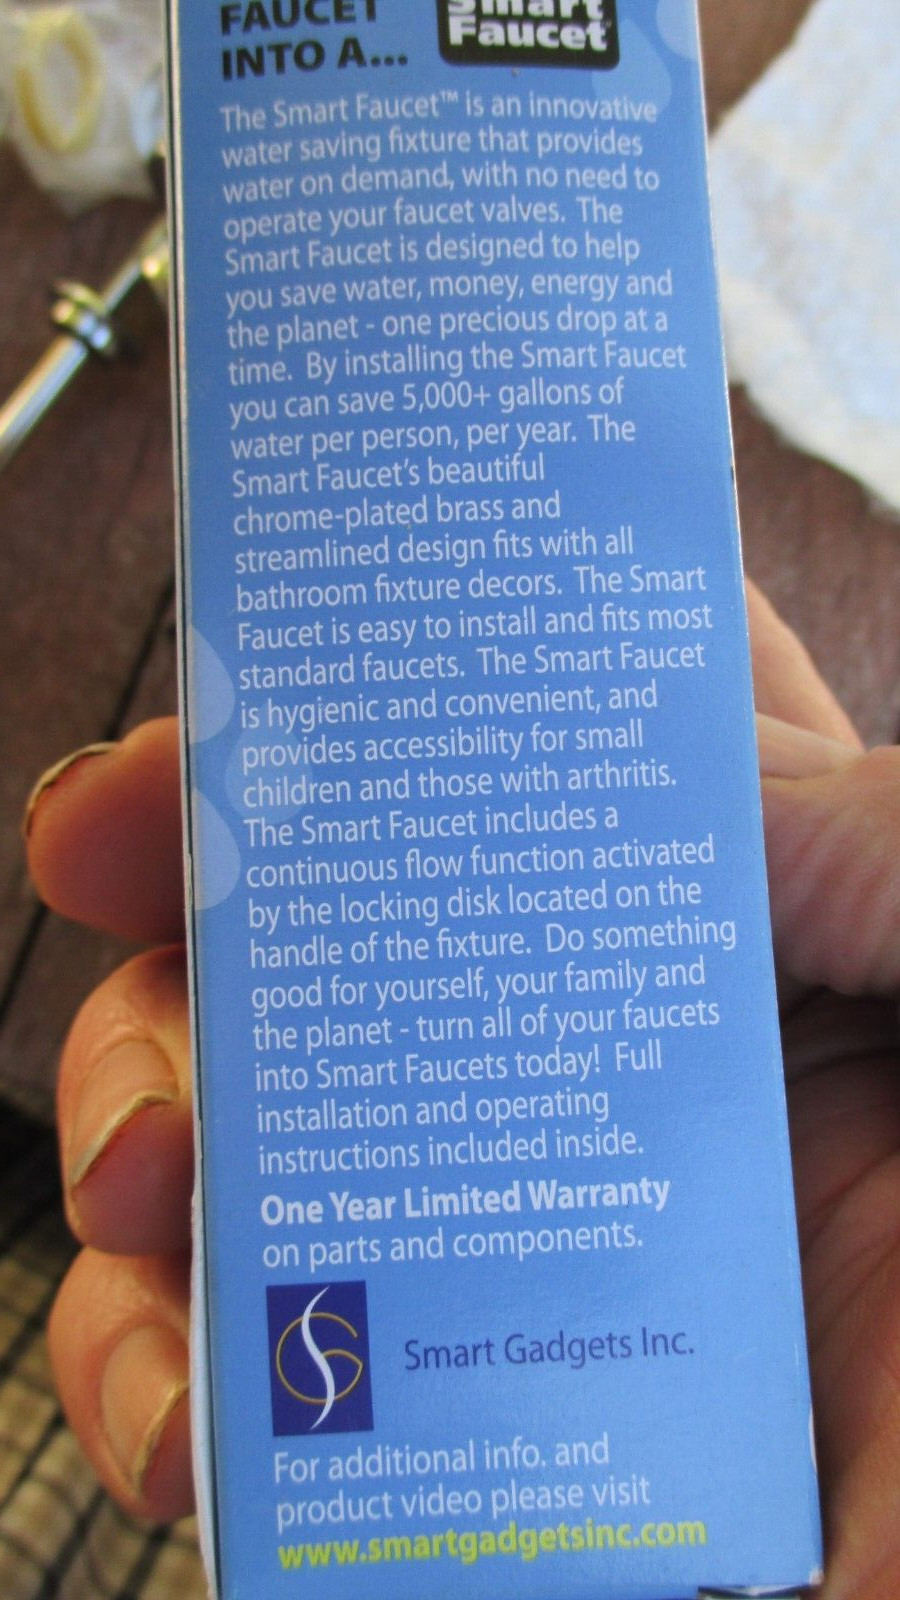 FAUCET
INTO A...
Smart
Faucet
The Smart Faucet™ is an innovative
water saving fixture that provides
water on demand, with no need to
operate your faucet valves. The
Smart Faucet is designed to help
you save water, money, energy and
the planet - one precious drop at a
time. By installing the Smart Faucet
you can save 5,000+ gallons of
water per person, per year. The
Smart Faucet's beautiful
chrome-plated brass and
streamlined design fits with all
bathroom fixture decors. The Smart
Faucet is easy to install and fits most
standard faucets. The Smart Faucet
is hygienic and convenient, and
provides accessibility for small
children and those with arthritis.
The Smart Faucet includes a
continuous flow function activated
by the locking disk located on the
handle of the fixture. Do something
good for yourself, your family and
the planet - turn all of your faucets
into Smart Faucets today! Full
installation and operating
instructions included inside.
One Year Limited Warranty
on parts and components.
Smart Gadgets Inc.
For additional info. and
product video please visit
www.smartgadgetsinc.com